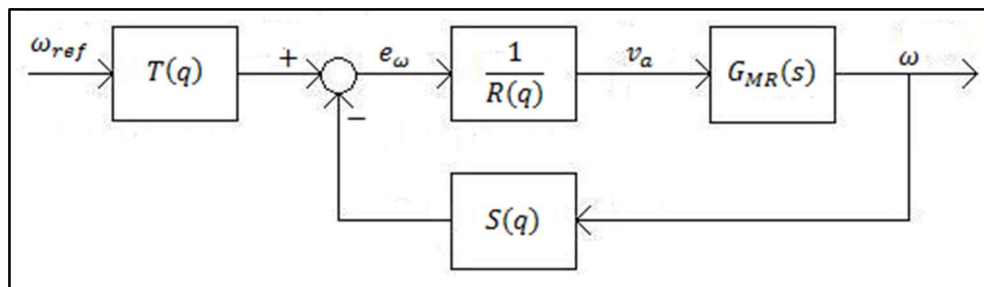 ω_ref T(q) + e_ω 1/R(q) v_a G_MR(s) ω
−
S(q)